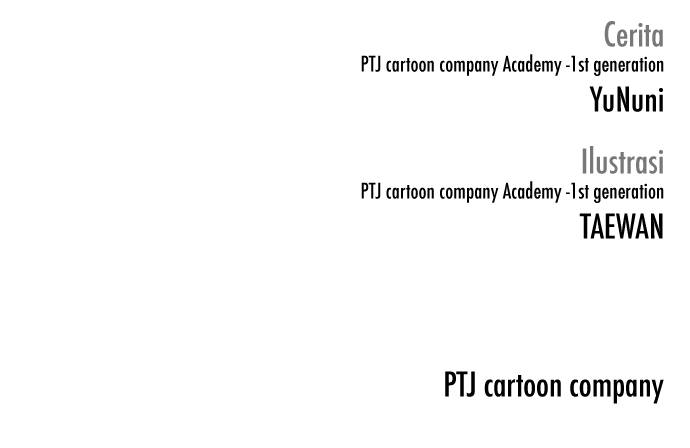 Cerita
PTJ cartoon company Academy -1st generation
YuNuni
Ilustrasi
PTJ cartoon company Academy -1st generation
TAEWAN
PTJ cartoon company